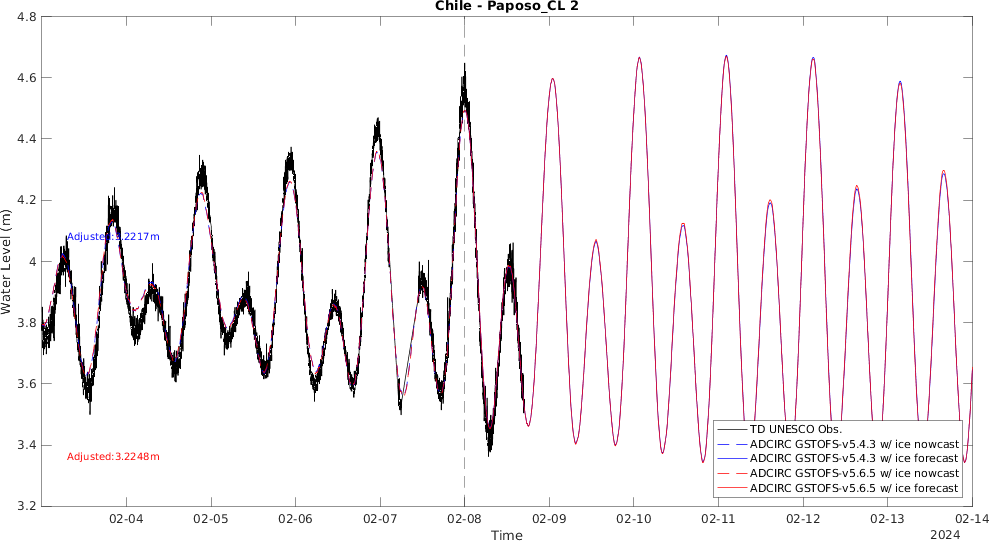 Chile - Paposo_CL 2
4.8
4.6
4.4
4.2
4
3.8
3.6
3.4
3.2
Water Level (m)
Adjusted:3.2217m
Adjusted:3.2248m
TD UNESCO Obs.
ADCIRC GSTOFS-v5.4.3 w/ ice nowcast
ADCIRC GSTOFS-v5.4.3 w/ ice forecast
ADCIRC GSTOFS-v5.6.5 w/ ice nowcast
ADCIRC GSTOFS-v5.6.5 w/ ice forecast
02-04
02-05
02-06
02-07
02-08
02-09
02-10
02-11
02-12
02-13
02-14
Time
2024